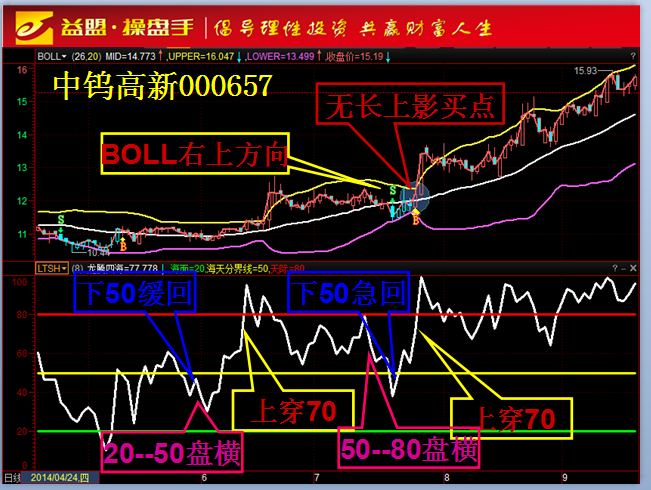 益盟·操盘手 倡导理性投资 共赢财富人生
BOLL (26,20) MID=14.773↑,UPPER=16.047↓,LOWER=13.499↑,收盘价=15.19↓ ?
16
15.93
中钨高新000657
无长上影买点
15
14
BOLL右上方向
13
12
S
S
B
11
B
10.44
LTSH (8) 龙腾四海=77.778↓,海面=20,海天分界线=50,天际=80 ? － ×
100
下50缓回
下50急回
80
60
40
上穿70
上穿70
20
20--50盘横
50--80盘横
0
日线 2014/04/24,四 6 7 8 9